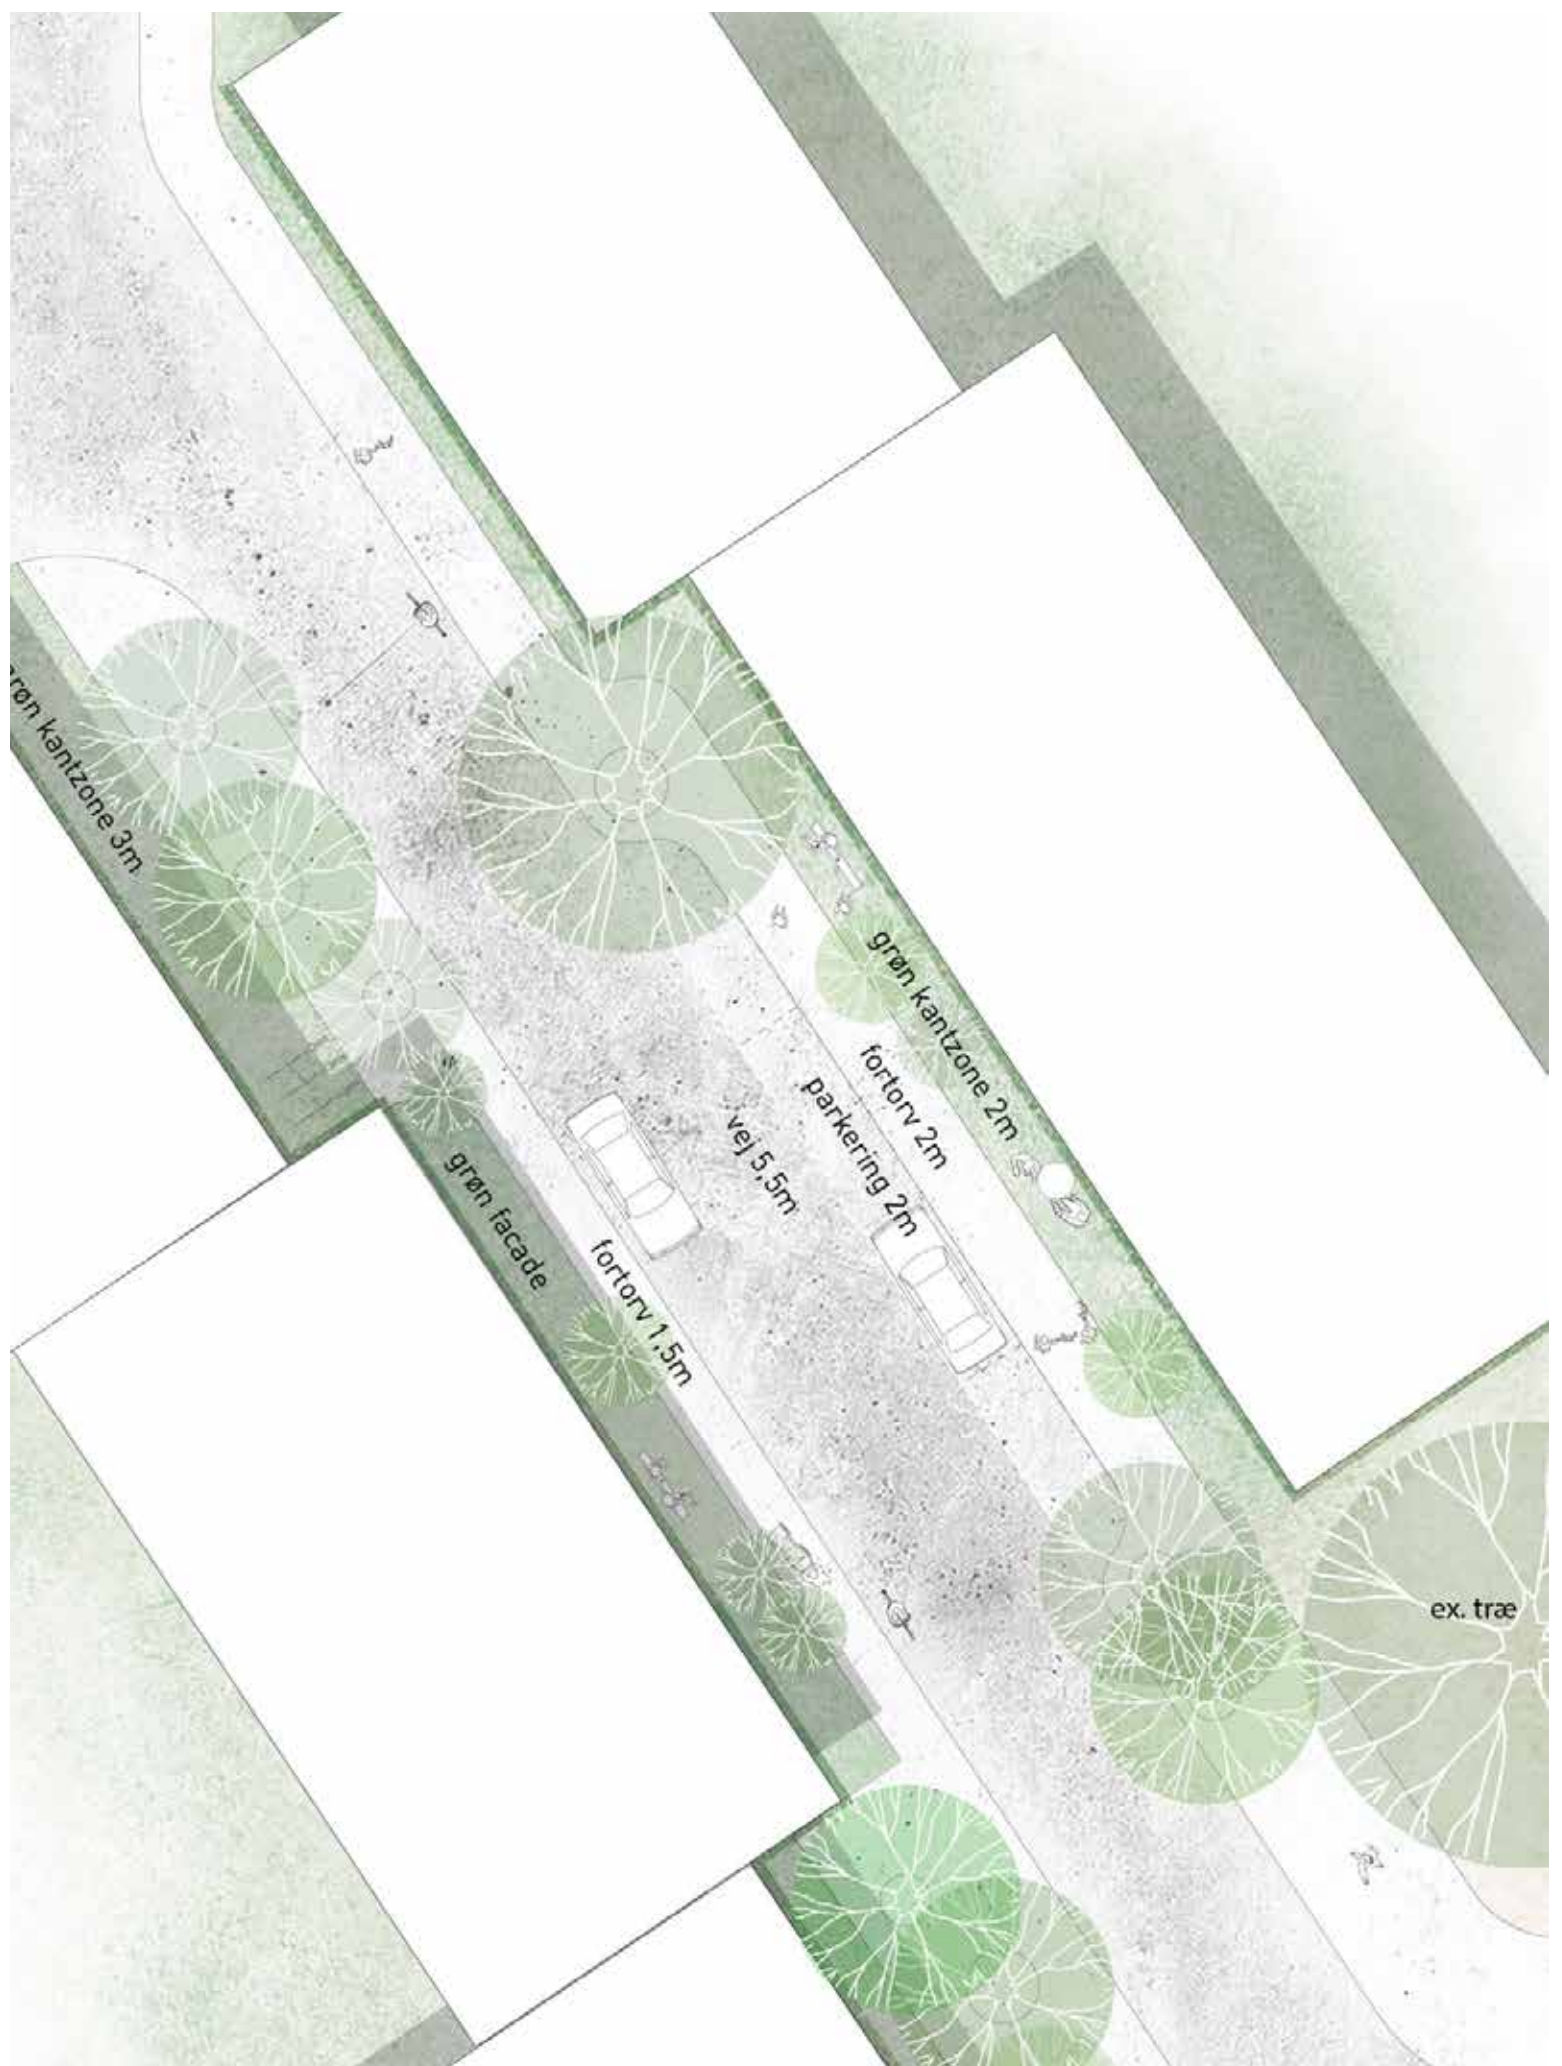 røn kantzone 3m
grøn kantzone 2m
fortorv 2m
parkering 2m
vej 5,5m
grøn facade
fortorv 1,5m
ex. træ